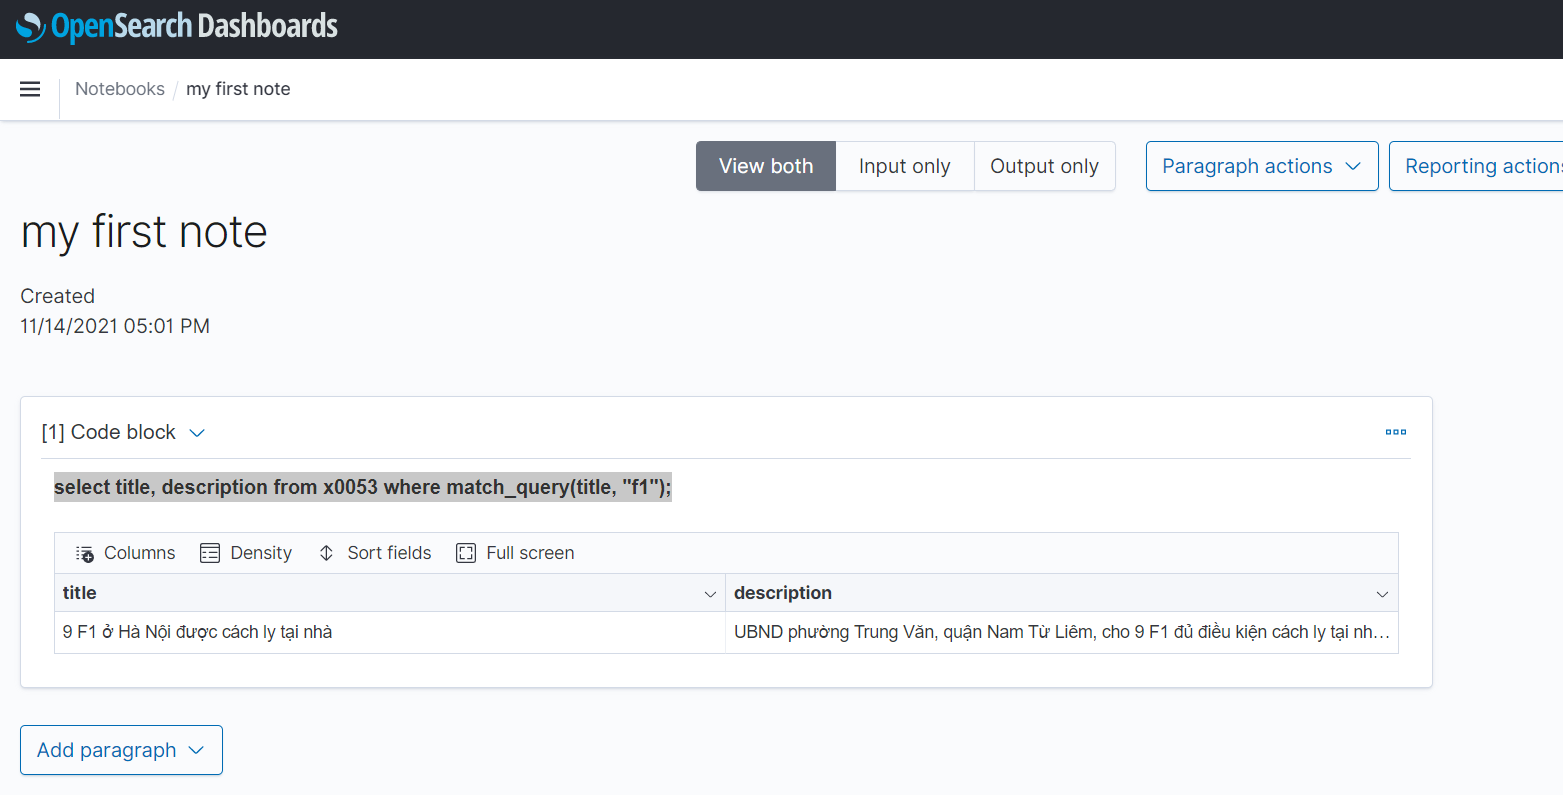 OpenSearch Dashboards
Notebooks / my first note
View both Input only Output only Paragraph actions Reporting actions
my first note
Created
11/14/2021 05:01 PM
[1] Code block
select title, description from x0053 where match_query(title, "f1");
Columns Density Sort fields Full screen
title description
9 F1 ở Hà Nội được cách ly tại nhà UBND phường Trung Văn, quận Nam Từ Liêm, cho 9 F1 đủ điều kiện cách ly tại nh…
Add paragraph